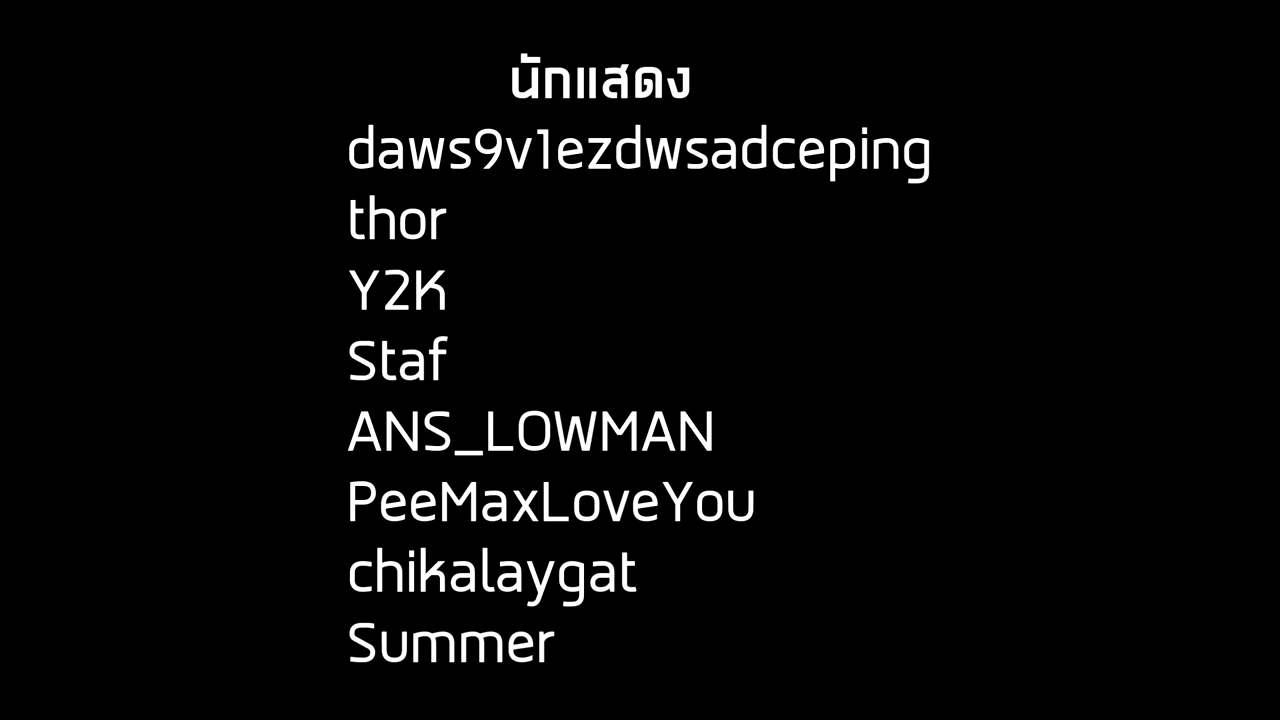 นักแสดง
daws9v1ezdwsadceping
thor
Y2K
Staf
ANS_LOWMAN
PeeMaxLoveYou
chikalaygat
Summer